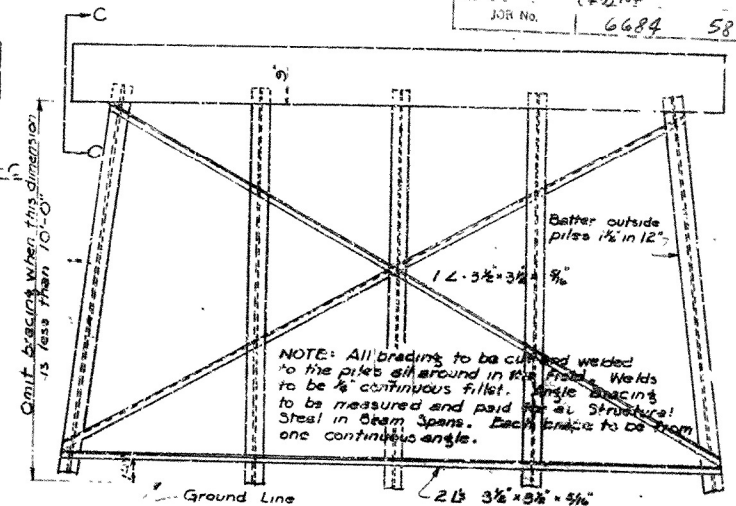 JOB No. 6684 58
C
C
9"
Omit bracing when this dimension
is less than 10'-0"
Batter outside
piles 1½" in 12"
1 L - 3½" x 3½" x 5/16"
NOTE: All bracing to be cut and welded
to the piles all around in the field. Welds
to be ¼" continuous fillet. Angle bracing
to be measured and paid for as Structural
Steel in Beam Spans. Each brace to be from
one continuous angle.
Ground Line
2 Ls 3½" x 3½" x 5/16"